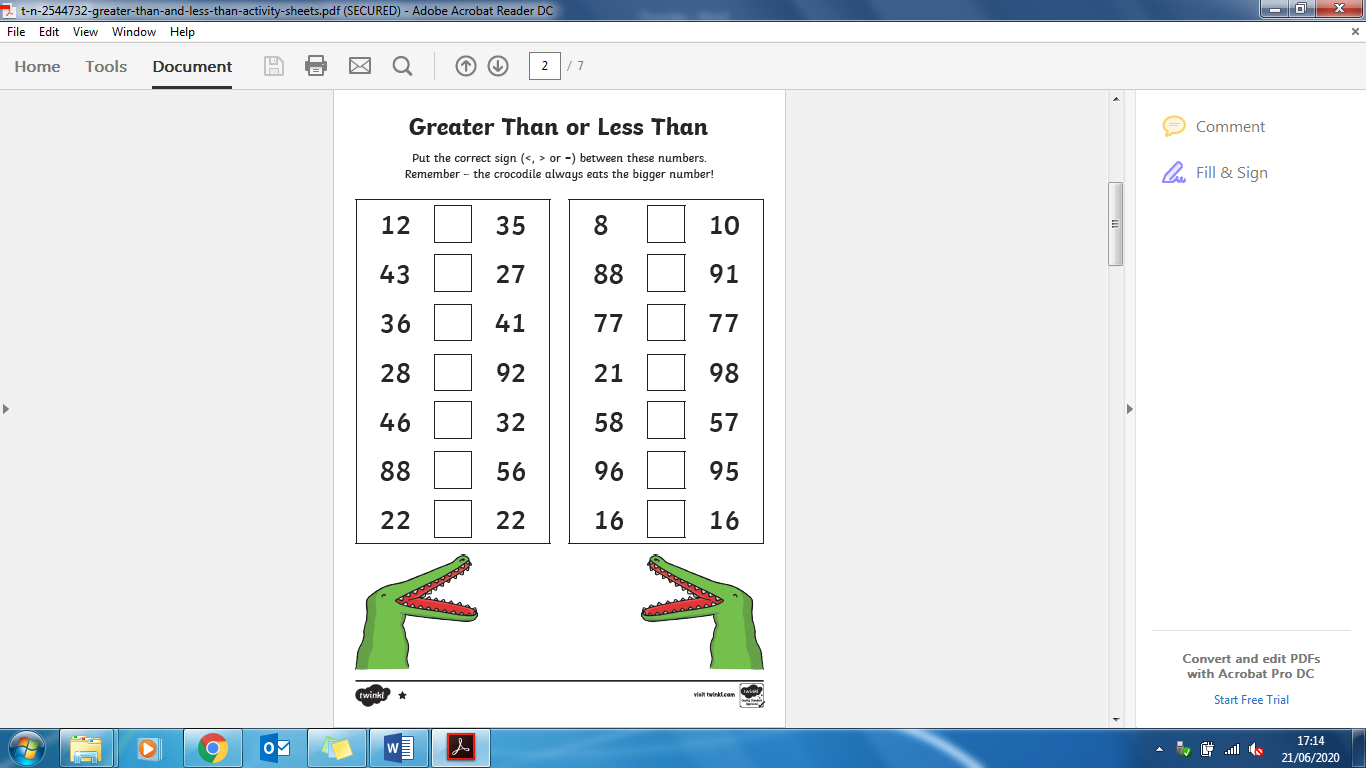 t-n-2544732-greater-than-and-less-than-activity-sheets.pdf (SECURED) - Adobe Acrobat Reader DC
File Edit View Window Help
Home Tools Document 2 / 7
Greater Than or Less Than
Put the correct sign (<, > or =) between these numbers.
Remember – the crocodile always eats the bigger number!
12 35
43 27
36 41
28 92
46 32
88 56
22 22
8 10
88 91
77 77
21 98
58 57
96 95
16 16
twinkl
visit twinkl.com
twinkl
Comment
Fill & Sign
Convert and edit PDFs
with Acrobat Pro DC
Start Free Trial
17:14
21/06/2020